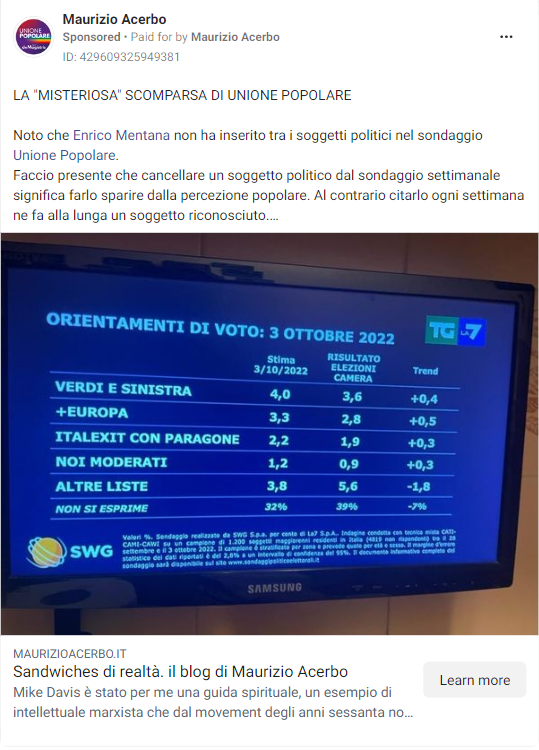 UNIONE
POPOLARE
Maurizio Acerbo
Sponsored • Paid for by Maurizio Acerbo
ID: 429609325949381
LA "MISTERIOSA" SCOMPARSA DI UNIONE POPOLARE
Noto che Enrico Mentana non ha inserito tra i soggetti politici nel sondaggio
Unione Popolare.
Faccio presente che cancellare un soggetto politico dal sondaggio settimanale
significa farlo sparire dalla percezione popolare. Al contrario citarlo ogni settimana
ne fa alla lunga un soggetto riconosciuto....
ORIENTAMENTI DI VOTO: 3 OTTOBRE 2022
TG LA7
Stima
3/10/2022
RISULTATO
ELEZIONI
CAMERA
Trend
VERDI E SINISTRA 4,0 3,6 +0,4
+EUROPA 3,3 2,8 +0,5
ITALEXIT CON PARAGONE 2,2 1,9 +0,3
NOI MODERATI 1,2 0,9 +0,3
ALTRE LISTE 3,8 5,6 -1,8
NON SI ESPRIME 32% 39% -7%
SWG
Valori %. Sondaggio realizzato da SWG S.p.a. per conto di La7 S.p.A.. Indagine condotta con tecnica mista CATI-
CAMI-CAWI su un campione di 1.200 soggetti maggiorenni residenti in Italia (4819 non rispondenti) tra il 28
settembre e il 3 ottobre 2022. Il campione è stratificato per zona e prevede quote per età e sesso. Il margine d'errore
statistico dei dati riportati è del 2,8% a un intervallo di confidenza del 95%. Il documento informativo completo del
sondaggio sarà disponibile sul sito www.sondaggipoliticoelettorali.it
SAMSUNG
MAURIZIOACERBO.IT
Sandwiches di realtà. il blog di Maurizio Acerbo
Mike Davis è stato per me una guida spirituale, un esempio di
intellettuale marxista che dal movement degli anni sessanta no...
Learn more